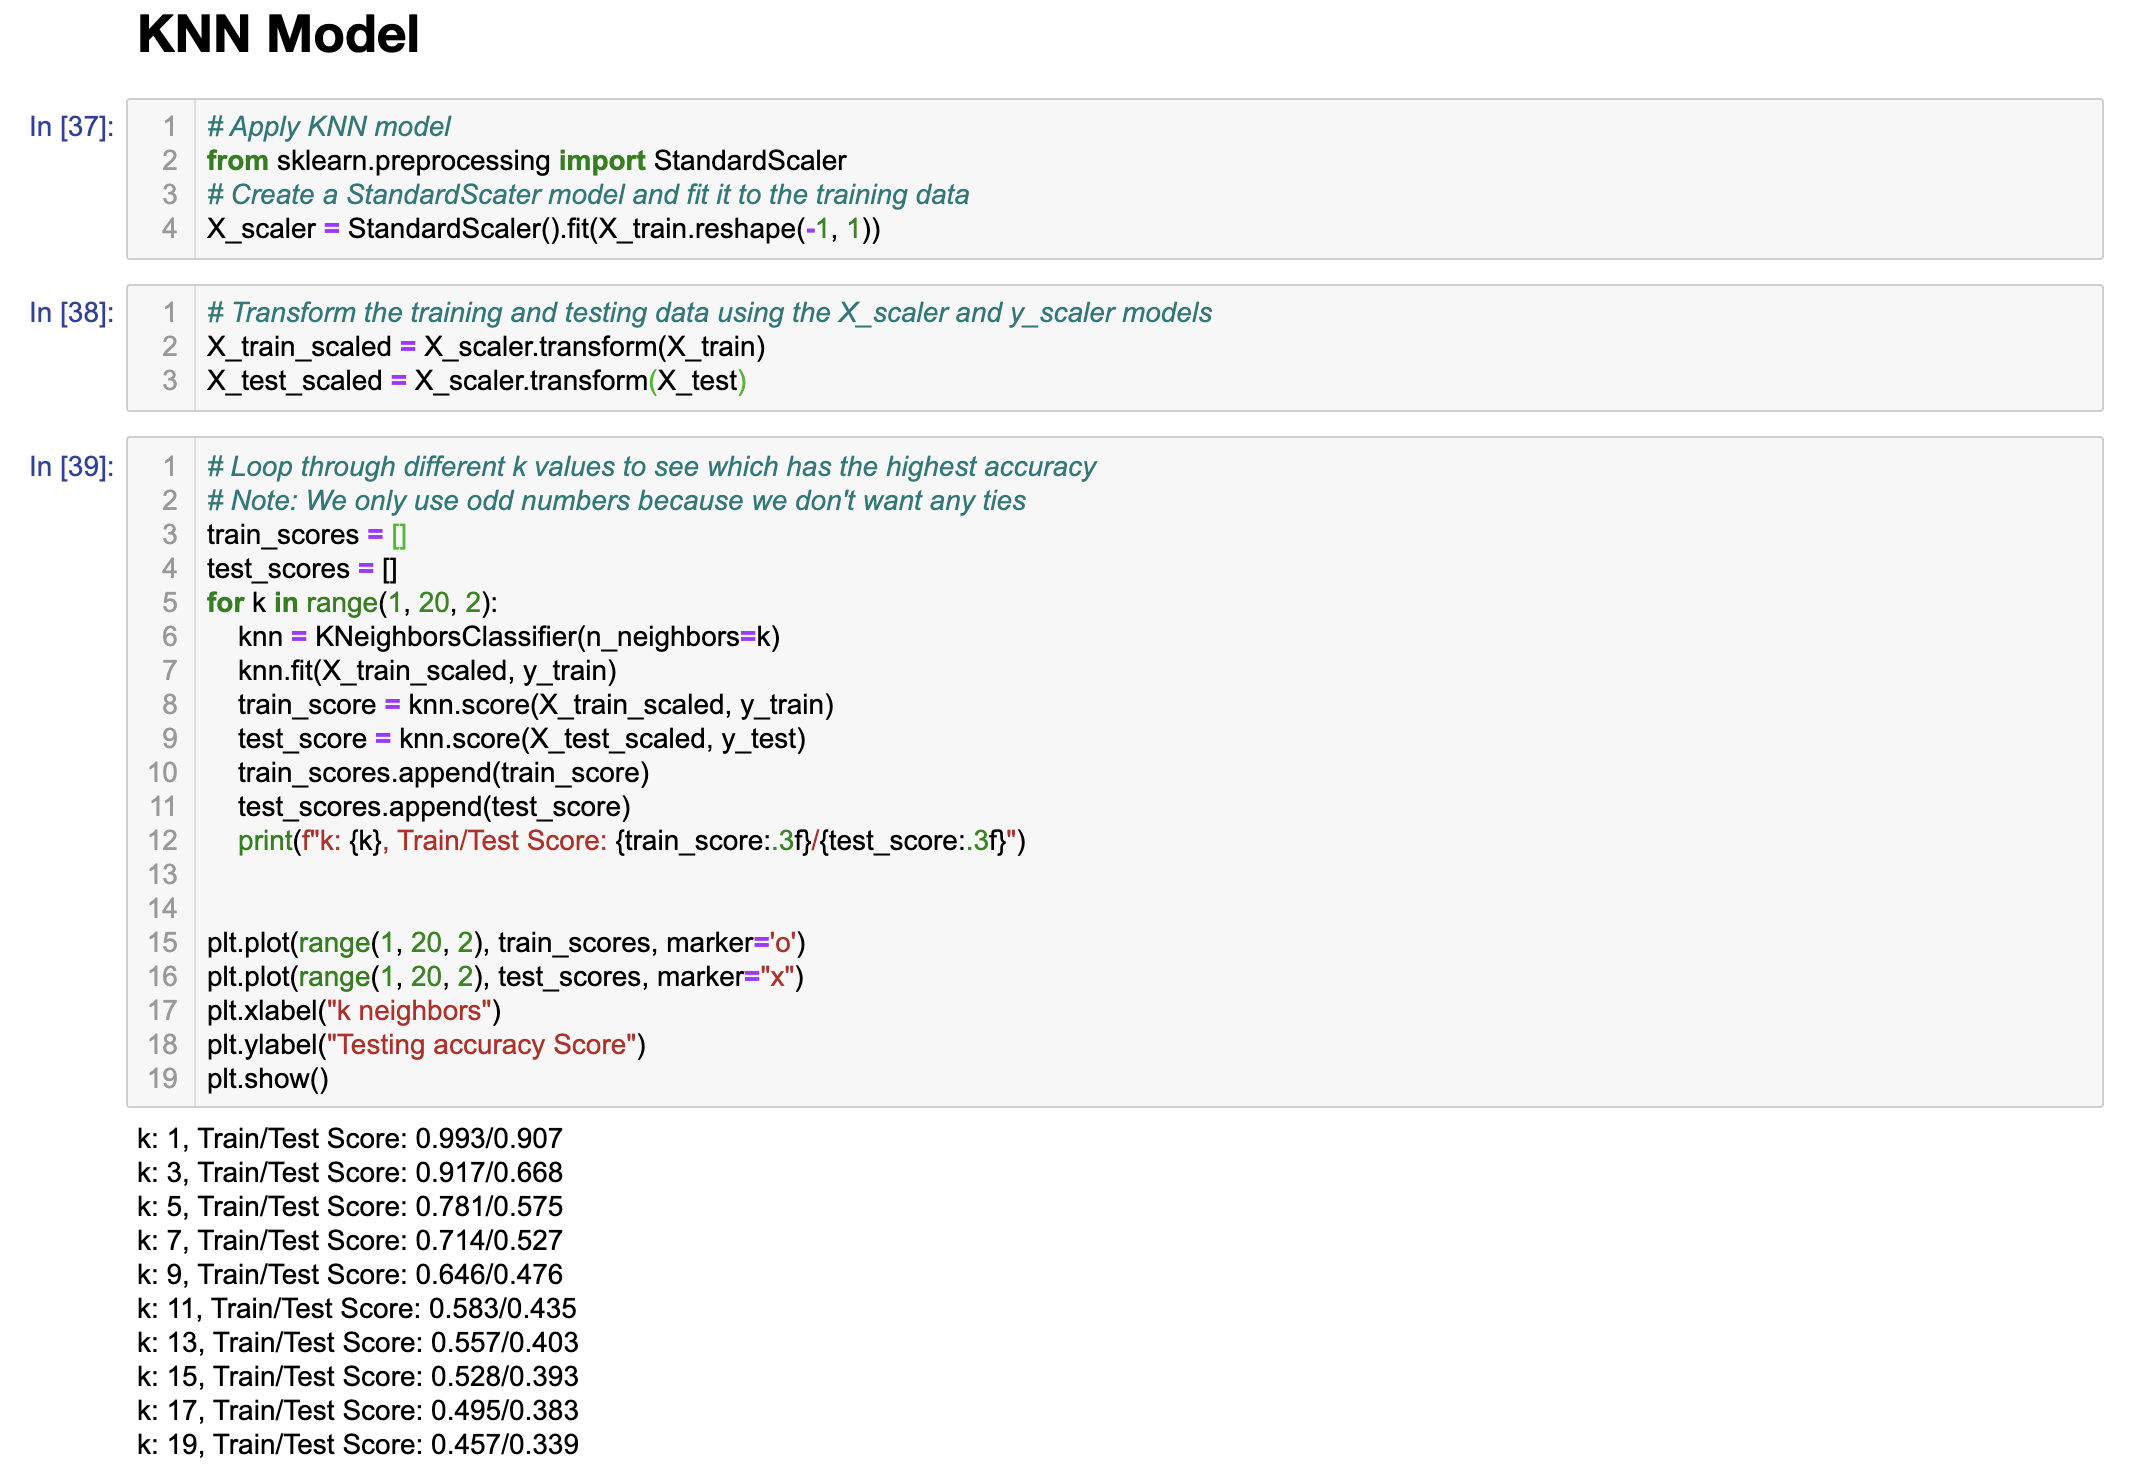 KNN Model
In [37]:
1 # Apply KNN model
2 from sklearn.preprocessing import StandardScaler
3 # Create a StandardScater model and fit it to the training data
4 X_scaler = StandardScaler().fit(X_train.reshape(-1, 1))
In [38]:
1 # Transform the training and testing data using the X_scaler and y_scaler models
2 X_train_scaled = X_scaler.transform(X_train)
3 X_test_scaled = X_scaler.transform(X_test)
In [39]:
1 # Loop through different k values to see which has the highest accuracy
2 # Note: We only use odd numbers because we don't want any ties
3 train_scores = []
4 test_scores = []
5 for k in range(1, 20, 2):
6     knn = KNeighborsClassifier(n_neighbors=k)
7     knn.fit(X_train_scaled, y_train)
8     train_score = knn.score(X_train_scaled, y_train)
9     test_score = knn.score(X_test_scaled, y_test)
10     train_scores.append(train_score)
11     test_scores.append(test_score)
12     print(f"k: {k}, Train/Test Score: {train_score:.3f}/{test_score:.3f}")
13
14
15 plt.plot(range(1, 20, 2), train_scores, marker='o')
16 plt.plot(range(1, 20, 2), test_scores, marker="x")
17 plt.xlabel("k neighbors")
18 plt.ylabel("Testing accuracy Score")
19 plt.show()
k: 1, Train/Test Score: 0.993/0.907
k: 3, Train/Test Score: 0.917/0.668
k: 5, Train/Test Score: 0.781/0.575
k: 7, Train/Test Score: 0.714/0.527
k: 9, Train/Test Score: 0.646/0.476
k: 11, Train/Test Score: 0.583/0.435
k: 13, Train/Test Score: 0.557/0.403
k: 15, Train/Test Score: 0.528/0.393
k: 17, Train/Test Score: 0.495/0.383
k: 19, Train/Test Score: 0.457/0.339